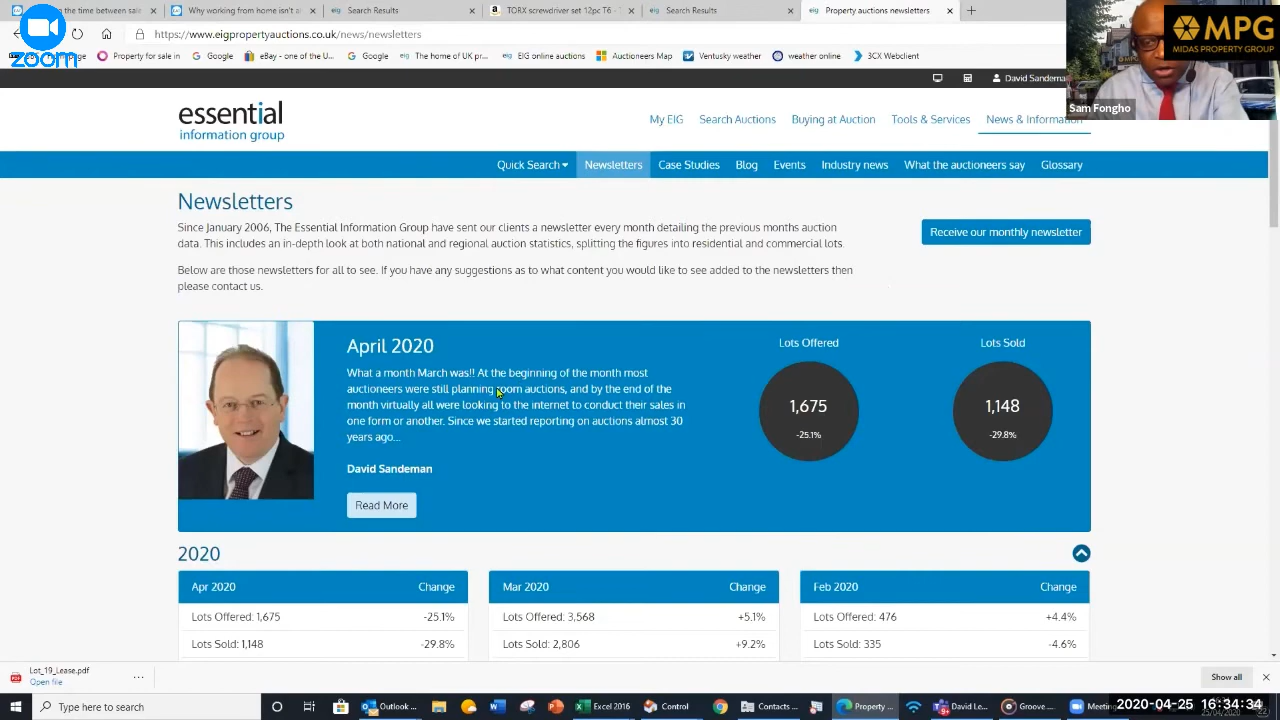 zoom
Search Results
Why working from home isn't as
Search Results
TORX screwdriver set 12pc T6 - T
Search Results
Property auctions newsletters
https://www.eigpropertyauctions.co.uk/news/newsletters
Property for sale in
Google
eBay - one of the U...
Google
The home of UK pr...
EIG online auctions
Auctioneers Map
Ventusky weather
weather online
3CX Webclient
MPG
MIDAS PROPERTY GROUP
Sam Fongho
David Sandema
essential
information group
My EIG
Search Auctions
Buying at Auction
Tools & Services
News & Information
Quick Search
Newsletters
Case Studies
Blog
Events
Industry news
What the auctioneers say
Glossary
Newsletters
Since January 2006, The Essential Information Group have sent our clients a newsletter every month detailing the previous months auction
data. This includes an in-depth look at both national and regional auction statistics, splitting the figures into residential and commercial lots.
Receive our monthly newsletter
Below are those newsletters for all to see. If you have any suggestions as to what content you would like to see added to the newsletters then
please contact us.
April 2020
What a month March was!! At the beginning of the month most
auctioneers were still planning room auctions, and by the end of the
month virtually all were looking to the internet to conduct their sales in
one form or another. Since we started reporting on auctions almost 30
years ago...
David Sandeman
Read More
Lots Offered
1,675
-25.1%
Lots Sold
1,148
-29.8%
2020
Apr 2020 Change
Lots Offered: 1,675 -25.1%
Lots Sold: 1,148 -29.8%
Mar 2020 Change
Lots Offered: 3,568 +5.1%
Lots Sold: 2,806 +9.2%
Feb 2020 Change
Lots Offered: 476 +4.4%
Lots Sold: 335 -4.6%
Lot_19_Lease.pdf
Open file
Show all
Type here to search
Outlook ...
Excel 2016
Control
Contacts ...
Property ...
David Le...
Groove ...
Meeting
2020-04-25 16:34:34